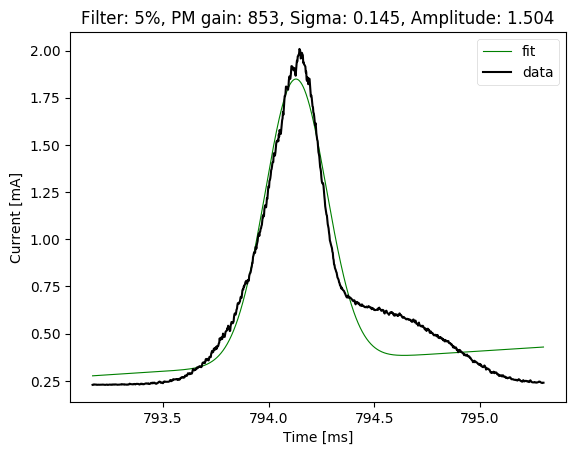 Filter: 5%, PM gain: 853, Sigma: 0.145, Amplitude: 1.504
fit
data
Current [mA]
2.00
1.75
1.50
1.25
1.00
0.75
0.50
0.25
793.5 794.0 794.5 795.0
Time [ms]